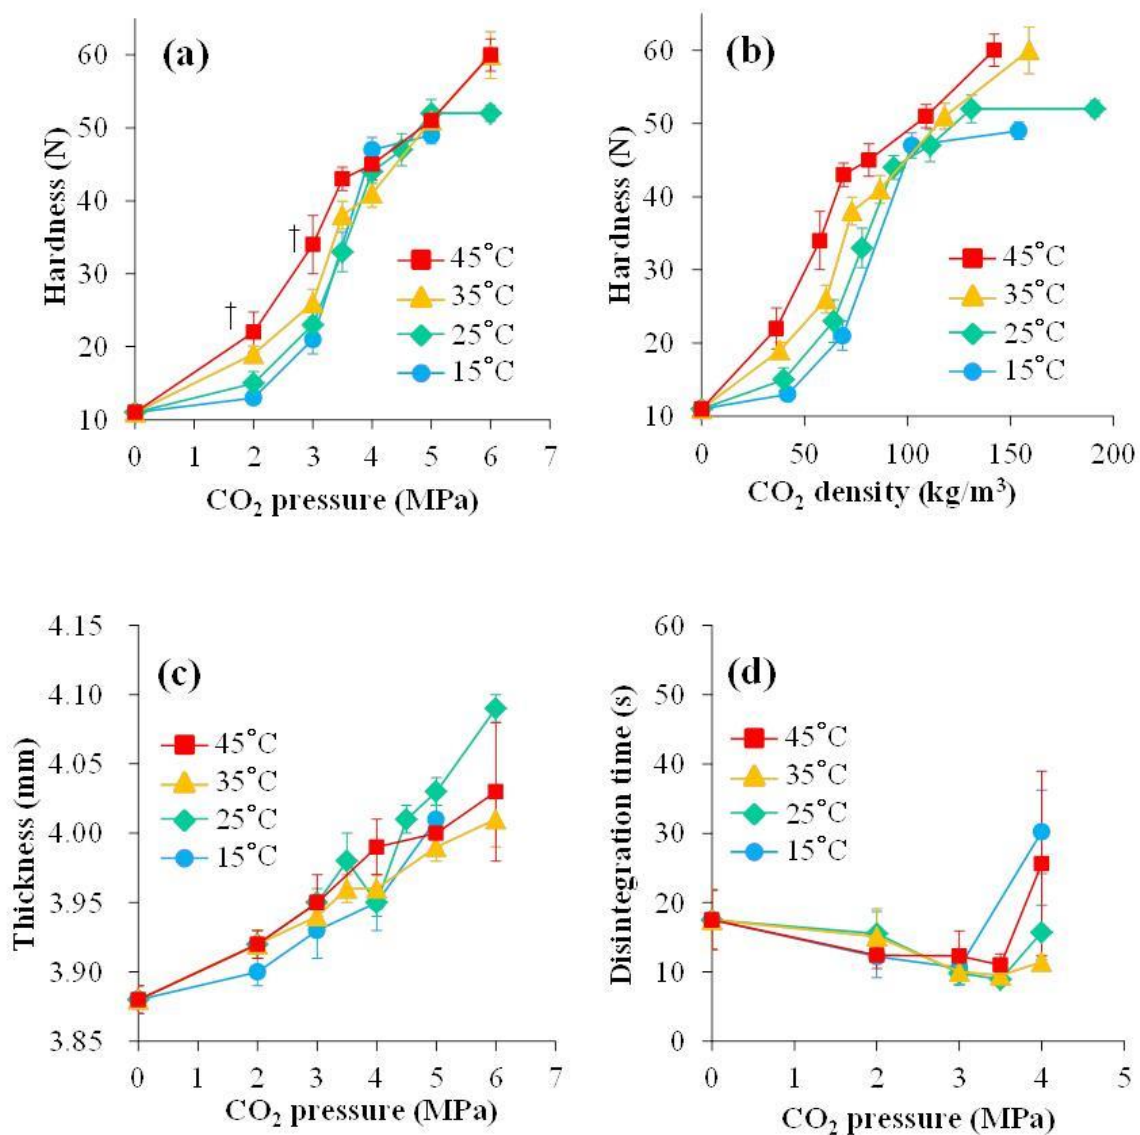 (a)
Hardness (N)
60
50
40
30
20
10
†
†
45°C
35°C
25°C
15°C
0 1 2 3 4 5 6 7
CO₂ pressure (MPa)
(b)
Hardness (N)
60
50
40
30
20
10
45°C
35°C
25°C
15°C
0 50 100 150 200
CO₂ density (kg/m³)
(c)
Thickness (mm)
4.15
4.10
4.05
4.00
3.95
3.90
3.85
45°C
35°C
25°C
15°C
0 1 2 3 4 5 6 7
CO₂ pressure (MPa)
(d)
Disintegration time (s)
60
50
40
30
20
10
0
45°C
35°C
25°C
15°C
0 1 2 3 4 5
CO₂ pressure (MPa)